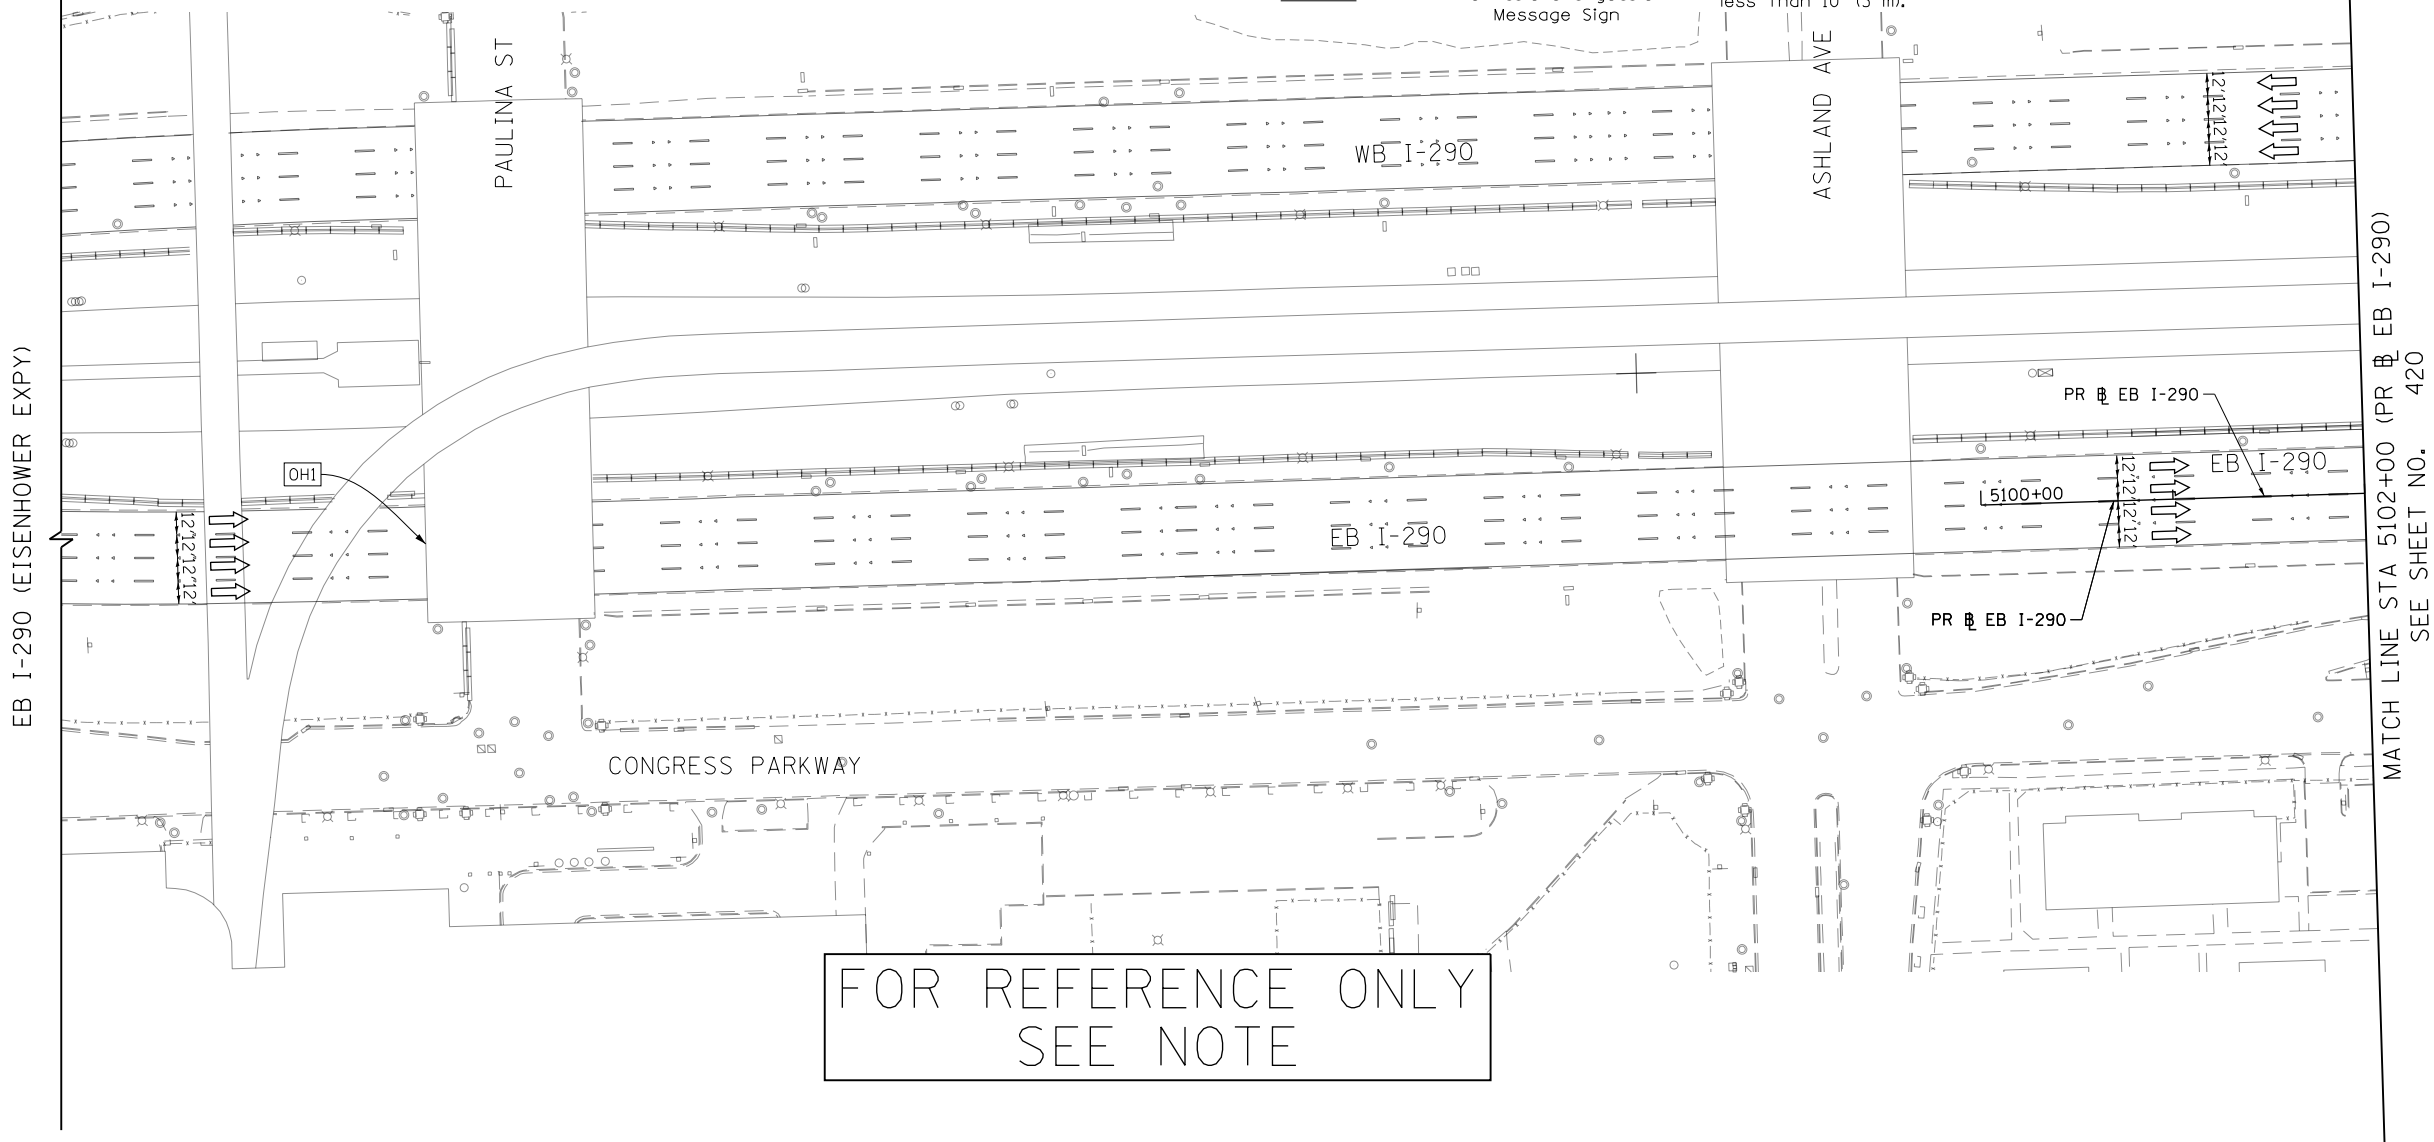 Message Sign
less than 10' (3 m).
PAULINA ST
ASHLAND AVE
WB I-290
12' 12' 12' 12'
EB I-290 (EISENHOWER EXPY)
OH1
12' 12' 12' 12'
EB I-290
PR BL EB I-290
EB I-290
5100+00
12' 12' 12' 12'
PR BL EB I-290
MATCH LINE STA 5102+00 (PR BL EB I-290)
SEE SHEET NO. 420
CONGRESS PARKWAY
FOR REFERENCE ONLY
SEE NOTE